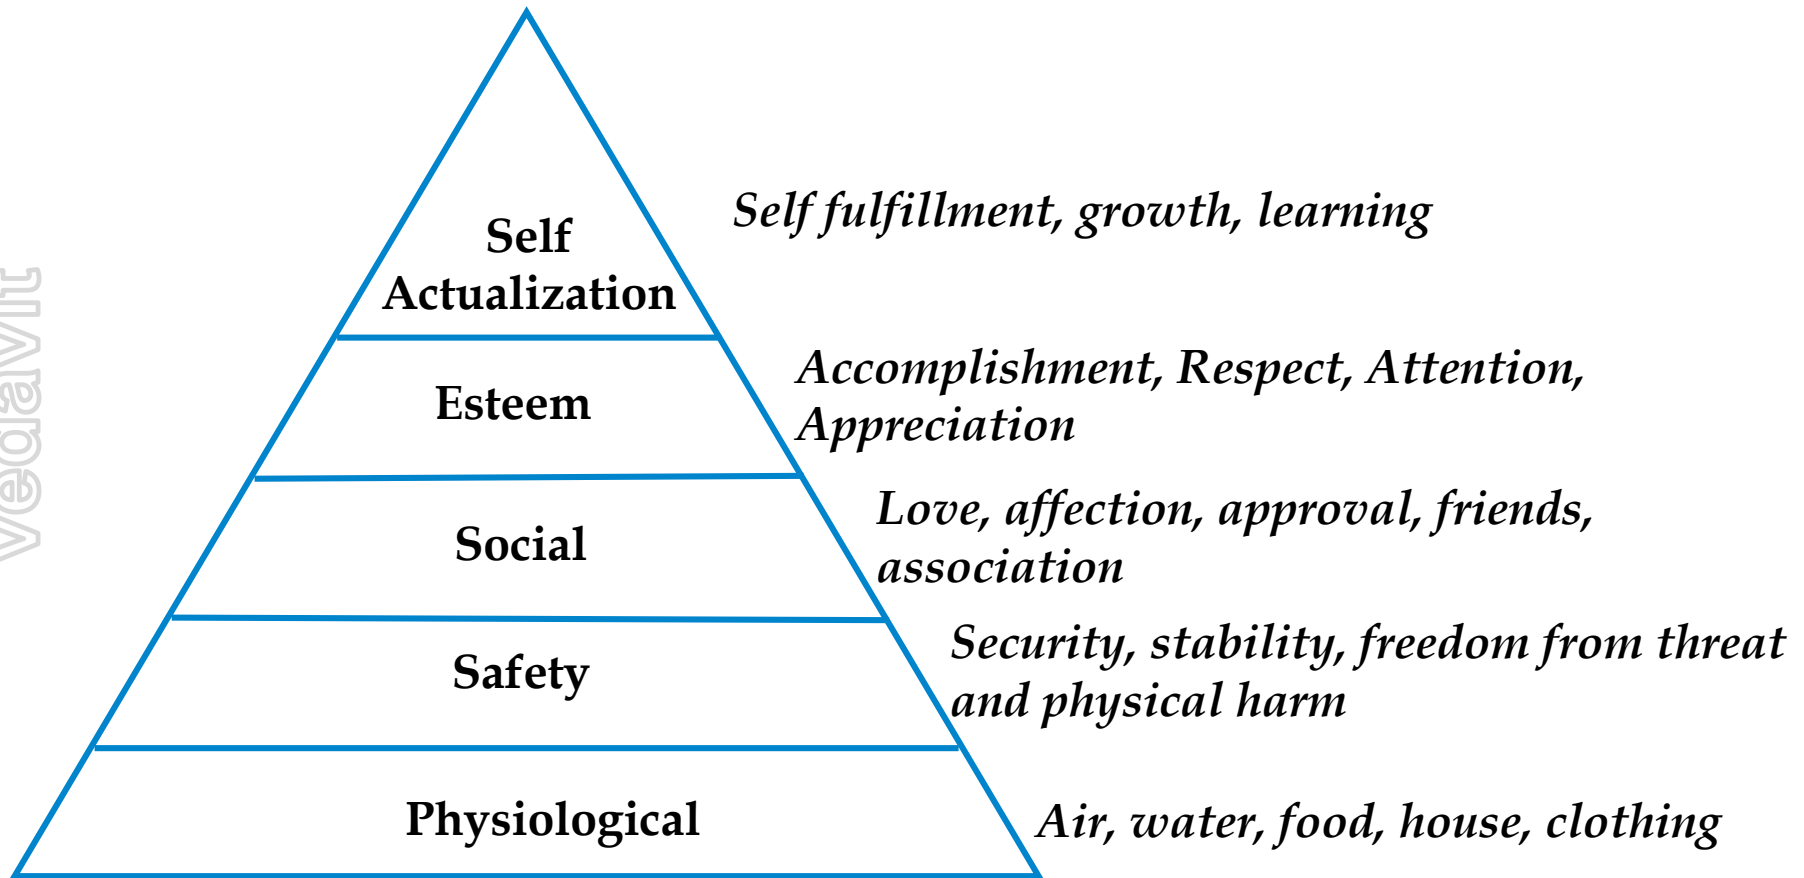 Self
Actualization
Self fulfillment, growth, learning
Esteem
Accomplishment, Respect, Attention,
Appreciation
Social
Love, affection, approval, friends,
association
Safety
Security, stability, freedom from threat
and physical harm
Physiological
Air, water, food, house, clothing
vedavit